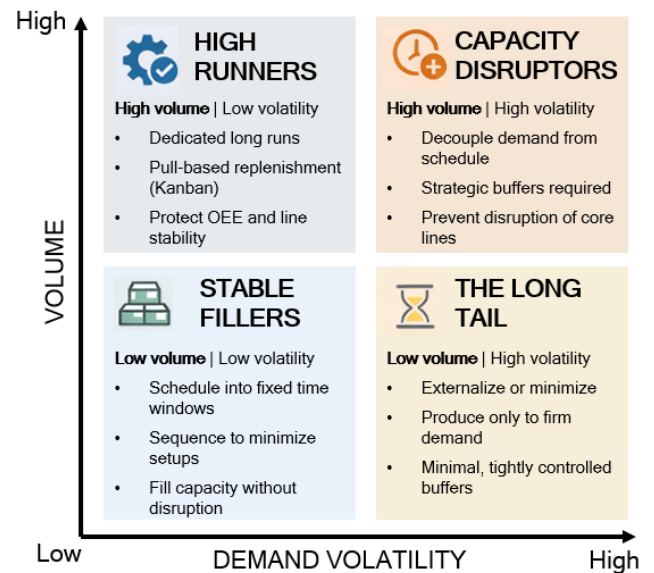 High
HIGH
RUNNERS
High volume | Low volatility
• Dedicated long runs
• Pull-based replenishment
(Kanban)
• Protect OEE and line
stability
CAPACITY
DISRUPTORS
High volume | High volatility
• Decouple demand from
schedule
• Strategic buffers required
• Prevent disruption of core
lines
VOLUME
STABLE
FILLERS
Low volume | Low volatility
• Schedule into fixed time
windows
• Sequence to minimize
setups
• Fill capacity without
disruption
THE LONG
TAIL
Low volume | High volatility
• Externalize or minimize
• Produce only to firm
demand
• Minimal, tightly controlled
buffers
Low
DEMAND VOLATILITY
High